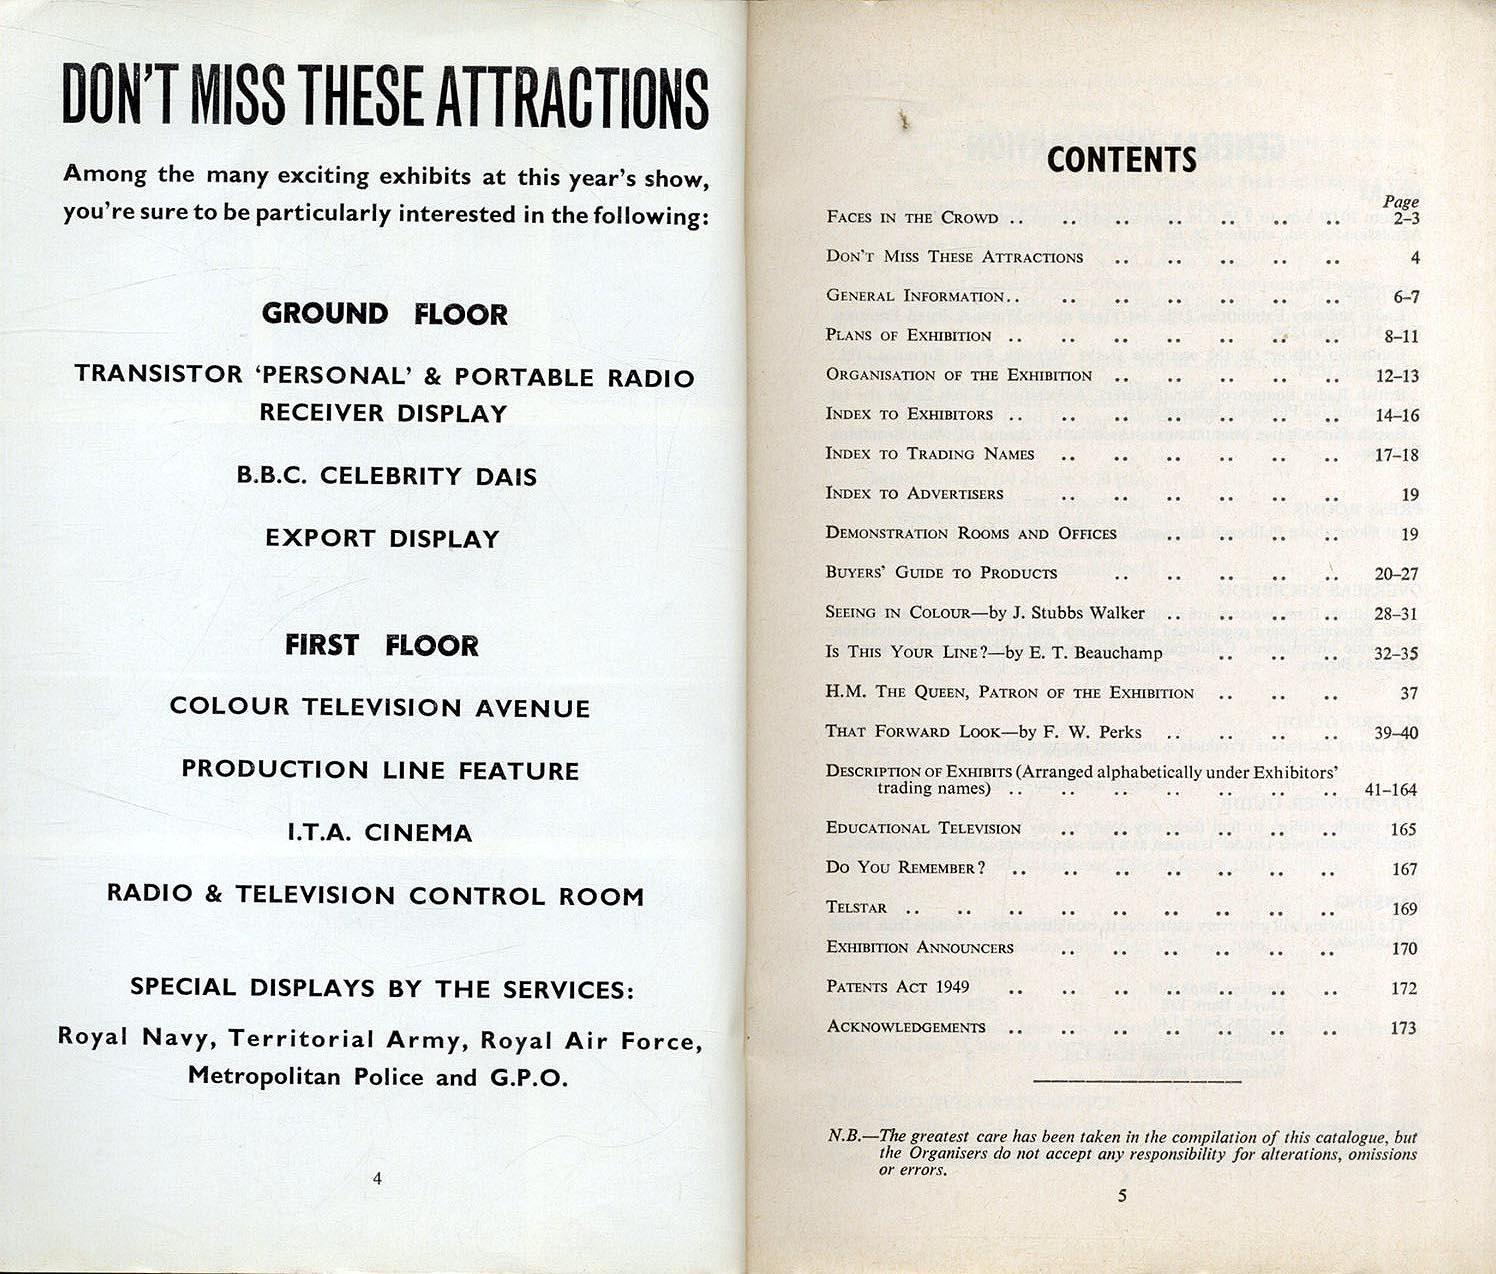 DON'T MISS THESE ATTRACTIONS
Among the many exciting exhibits at this year's show,
you're sure to be particularly interested in the following:
GROUND FLOOR
TRANSISTOR 'PERSONAL' & PORTABLE RADIO
RECEIVER DISPLAY
B.B.C. CELEBRITY DAIS
EXPORT DISPLAY
FIRST FLOOR
COLOUR TELEVISION AVENUE
PRODUCTION LINE FEATURE
I.T.A. CINEMA
RADIO & TELEVISION CONTROL ROOM
SPECIAL DISPLAYS BY THE SERVICES:
Royal Navy, Territorial Army, Royal Air Force,
Metropolitan Police and G.P.O.
4
CONTENTS
Page
FACES IN THE CROWD .. .. .. .. .. .. .. 2–3
DON'T MISS THESE ATTRACTIONS .. .. .. .. .. 4
GENERAL INFORMATION.. .. .. .. .. .. .. 6–7
PLANS OF EXHIBITION .. .. .. .. .. .. .. 8–11
ORGANISATION OF THE EXHIBITION .. .. .. .. .. 12–13
INDEX TO EXHIBITORS .. .. .. .. .. .. .. 14–16
INDEX TO TRADING NAMES .. .. .. .. .. .. 17–18
INDEX TO ADVERTISERS .. .. .. .. .. .. 19
DEMONSTRATION ROOMS AND OFFICES .. .. .. .. 19
BUYERS' GUIDE TO PRODUCTS .. .. .. .. .. 20–27
SEEING IN COLOUR—by J. Stubbs Walker .. .. .. .. 28–31
IS THIS YOUR LINE?—by E. T. Beauchamp .. .. .. 32–35
H.M. THE QUEEN, PATRON OF THE EXHIBITION .. .. .. 37
THAT FORWARD LOOK—by F. W. Perks .. .. .. .. 39–40
DESCRIPTION OF EXHIBITS (Arranged alphabetically under Exhibitors'
trading names) .. .. .. .. .. .. .. 41–164
EDUCATIONAL TELEVISION .. .. .. .. .. .. 165
DO YOU REMEMBER? .. .. .. .. .. .. .. 167
TELSTAR .. .. .. .. .. .. .. .. .. 169
EXHIBITION ANNOUNCERS .. .. .. .. .. .. 170
PATENTS ACT 1949 .. .. .. .. .. .. .. 172
ACKNOWLEDGEMENTS .. .. .. .. .. .. .. 173
N.B.—The greatest care has been taken in the compilation of this catalogue, but
the Organisers do not accept any responsibility for alterations, omissions
or errors.
5